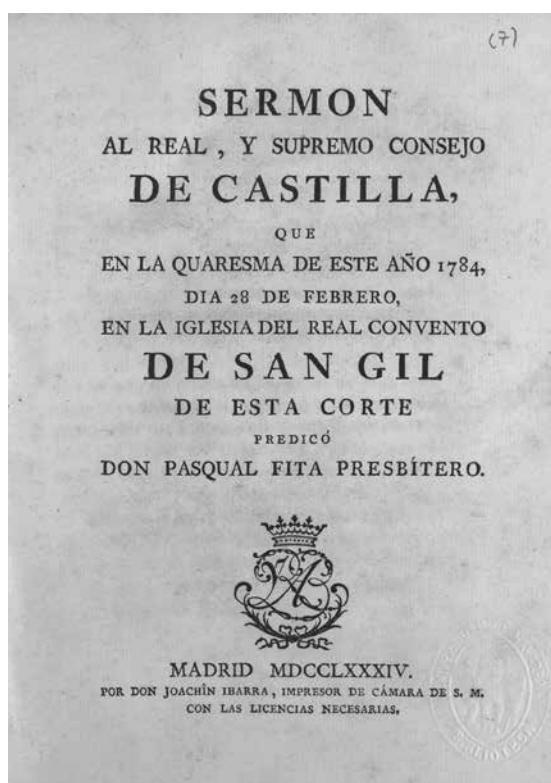 (7)
SERMON
AL REAL, Y SUPREMO CONSEJO
DE CASTILLA,
QUE
EN LA QUARESMA DE ESTE AÑO 1784,
DIA 28 DE FEBRERO,
EN LA IGLESIA DEL REAL CONVENTO
DE SAN GIL
DE ESTA CORTE
PREDICÓ
DON PASQUAL FITA PRESBÍTERO.
MADRID MDCCLXXXIV.
POR DON JOACHÎN IBARRA, IMPRESOR DE CÁMARA DE S. M.
CON LAS LICENCIAS NECESARIAS.
BIBLIOTECA